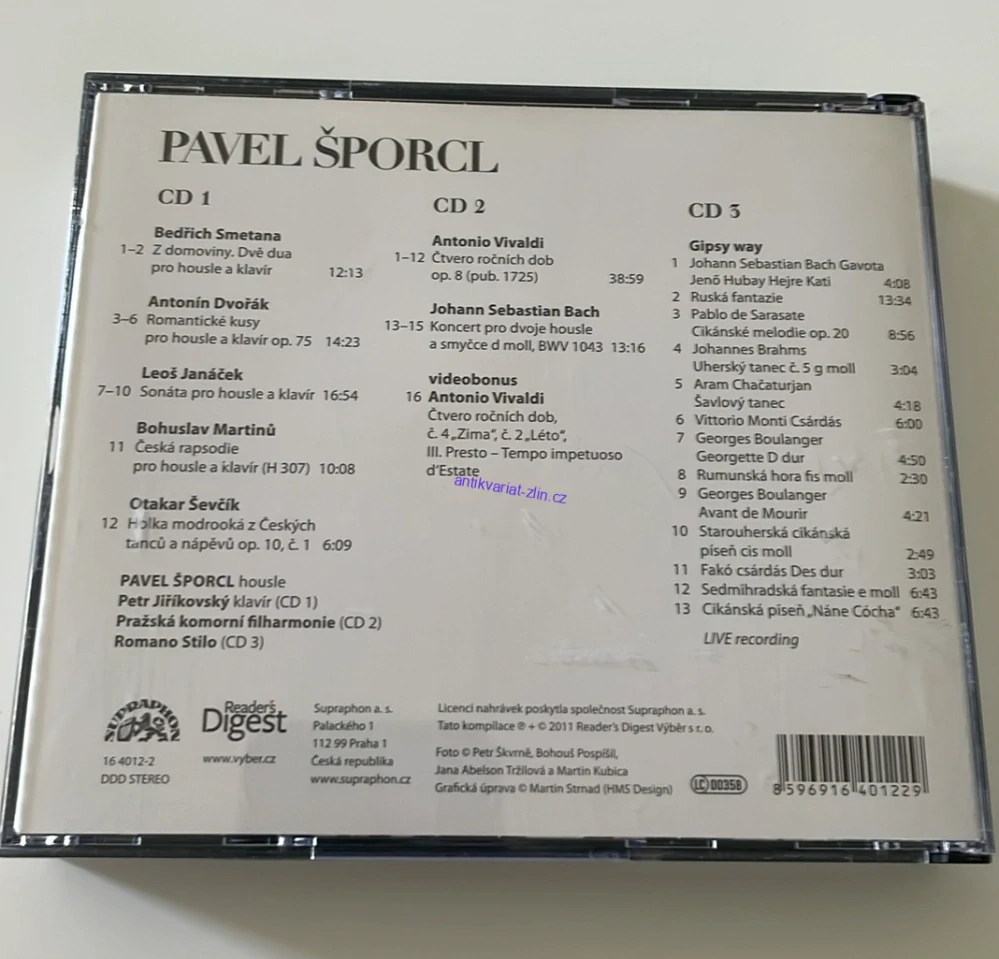 PAVEL ŠPORCL
CD 1
Bedřich Smetana
1–2 Z domoviny. Dvě dua
pro housle a klavír 12:13
Antonín Dvořák
3–6 Romantické kusy
pro housle a klavír op. 75 14:23
Leoš Janáček
7–10 Sonáta pro housle a klavír 16:54
Bohuslav Martinů
11 Česká rapsodie
pro housle a klavír (H 307) 10:08
Otakar Ševčík
12 Holka modrooká z Českých
tanců a nápěvů op. 10, č. 1 6:09
PAVEL ŠPORCL housle
Petr Jiříkovský klavír (CD 1)
Pražská komorní filharmonie (CD 2)
Romano Stilo (CD 3)
CD 2
Antonio Vivaldi
1–12 Čtvero ročních dob
op. 8 (pub. 1725) 38:59
Johann Sebastian Bach
13–15 Koncert pro dvoje housle
a smyčce d moll, BWV 1043 13:16
videobonus
16 Antonio Vivaldi
Čtvero ročních dob,
č. 4 „Zima“, č. 2 „Léto“,
III. Presto – Tempo impetuoso
d'Estate
antikvariat-zlin.cz
CD 3
Gipsy way
1 Johann Sebastian Bach Gavota
Jenő Hubay Hejre Kati 4:08
2 Ruská fantazie 13:34
3 Pablo de Sarasate
Cikánské melodie op. 20 8:56
4 Johannes Brahms
Uherský tanec č. 5 g moll 3:04
5 Aram Chačaturjan
Šavlový tanec 4:18
6 Vittorio Monti Csárdás 6:00
7 Georges Boulanger
Georgette D dur 4:50
8 Rumunská hora fis moll 2:30
9 Georges Boulanger
Avant de Mourir 4:21
10 Starouherská cikánská
píseň cis moll 2:49
11 Fakó csárdás Des dur 3:03
12 Sedmihradská fantasie e moll 6:43
13 Cikánská píseň „Náne Cócha“ 6:43
LIVE recording
SUPRAPHON
16 4012-2
DDD STEREO
Reader's
Digest
www.vyber.cz
Supraphon a. s.
Palackého 1
112 99 Praha 1
Česká republika
www.supraphon.cz
Licenci nahrávek poskytla společnost Supraphon a. s.
Tato kompilace ℗ + © 2011 Reader's Digest Výběr s r. o.
Foto © Petr Škvrně, Bohouš Pospíšil,
Jana Abelson Tržilová a Martin Kubica
Grafická úprava © Martin Strnad (HMS Design)
LC 00358
8 596916 401229